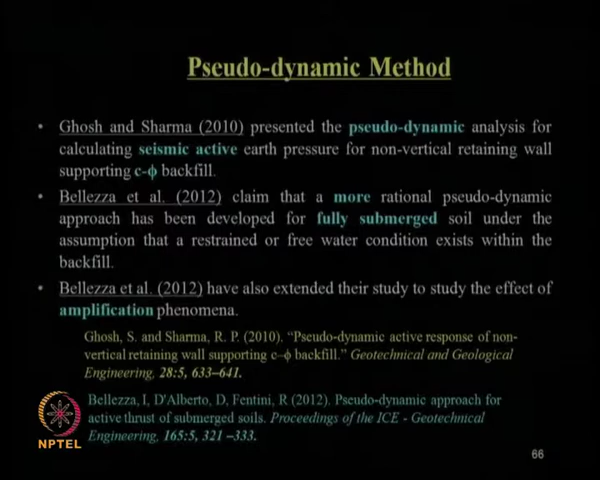 Pseudo-dynamic Method
• Ghosh and Sharma (2010) presented the pseudo-dynamic analysis for
calculating seismic active earth pressure for non-vertical retaining wall
supporting c-ϕ backfill.
• Bellezza et al. (2012) claim that a more rational pseudo-dynamic
approach has been developed for fully submerged soil under the
assumption that a restrained or free water condition exists within the
backfill.
• Bellezza et al. (2012) have also extended their study to study the effect of
amplification phenomena.
Ghosh, S. and Sharma, R. P. (2010). “Pseudo-dynamic active response of non-
vertical retaining wall supporting c–ϕ backfill.” Geotechnical and Geological
Engineering, 28:5, 633–641.
Bellezza, I, D'Alberto, D, Fentini, R (2012). Pseudo-dynamic approach for
active thrust of submerged soils. Proceedings of the ICE - Geotechnical
Engineering, 165:5, 321 –333.
NPTEL
66